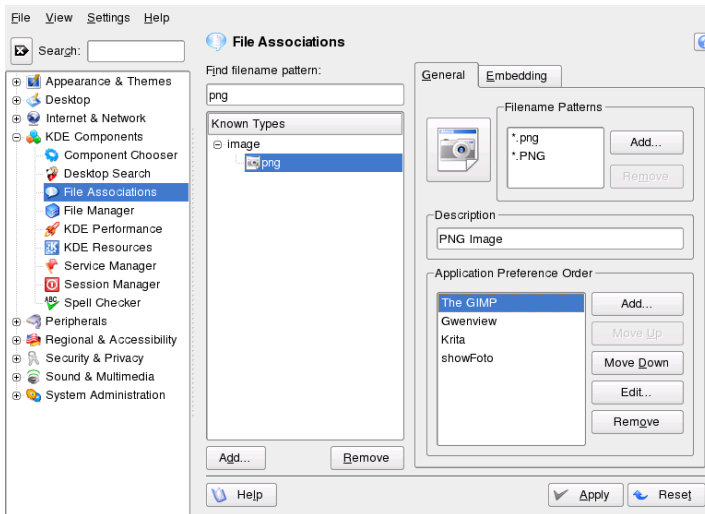 File View Settings Help
Search:
Appearance & Themes
Desktop
Internet & Network
KDE Components
Component Chooser
Desktop Search
File Associations
File Manager
KDE Performance
KDE Resources
Service Manager
Session Manager
Spell Checker
Peripherals
Regional & Accessibility
Security & Privacy
Sound & Multimedia
System Administration
File Associations
Find filename pattern:
png
Known Types
image
png
Add... Remove
General Embedding
Filename Patterns
*.png
*.PNG
Add...
Remove
Description
PNG Image
Application Preference Order
The GIMP
Gwenview
Krita
showFoto
Add...
Move Up
Move Down
Edit...
Remove
Help Apply Reset